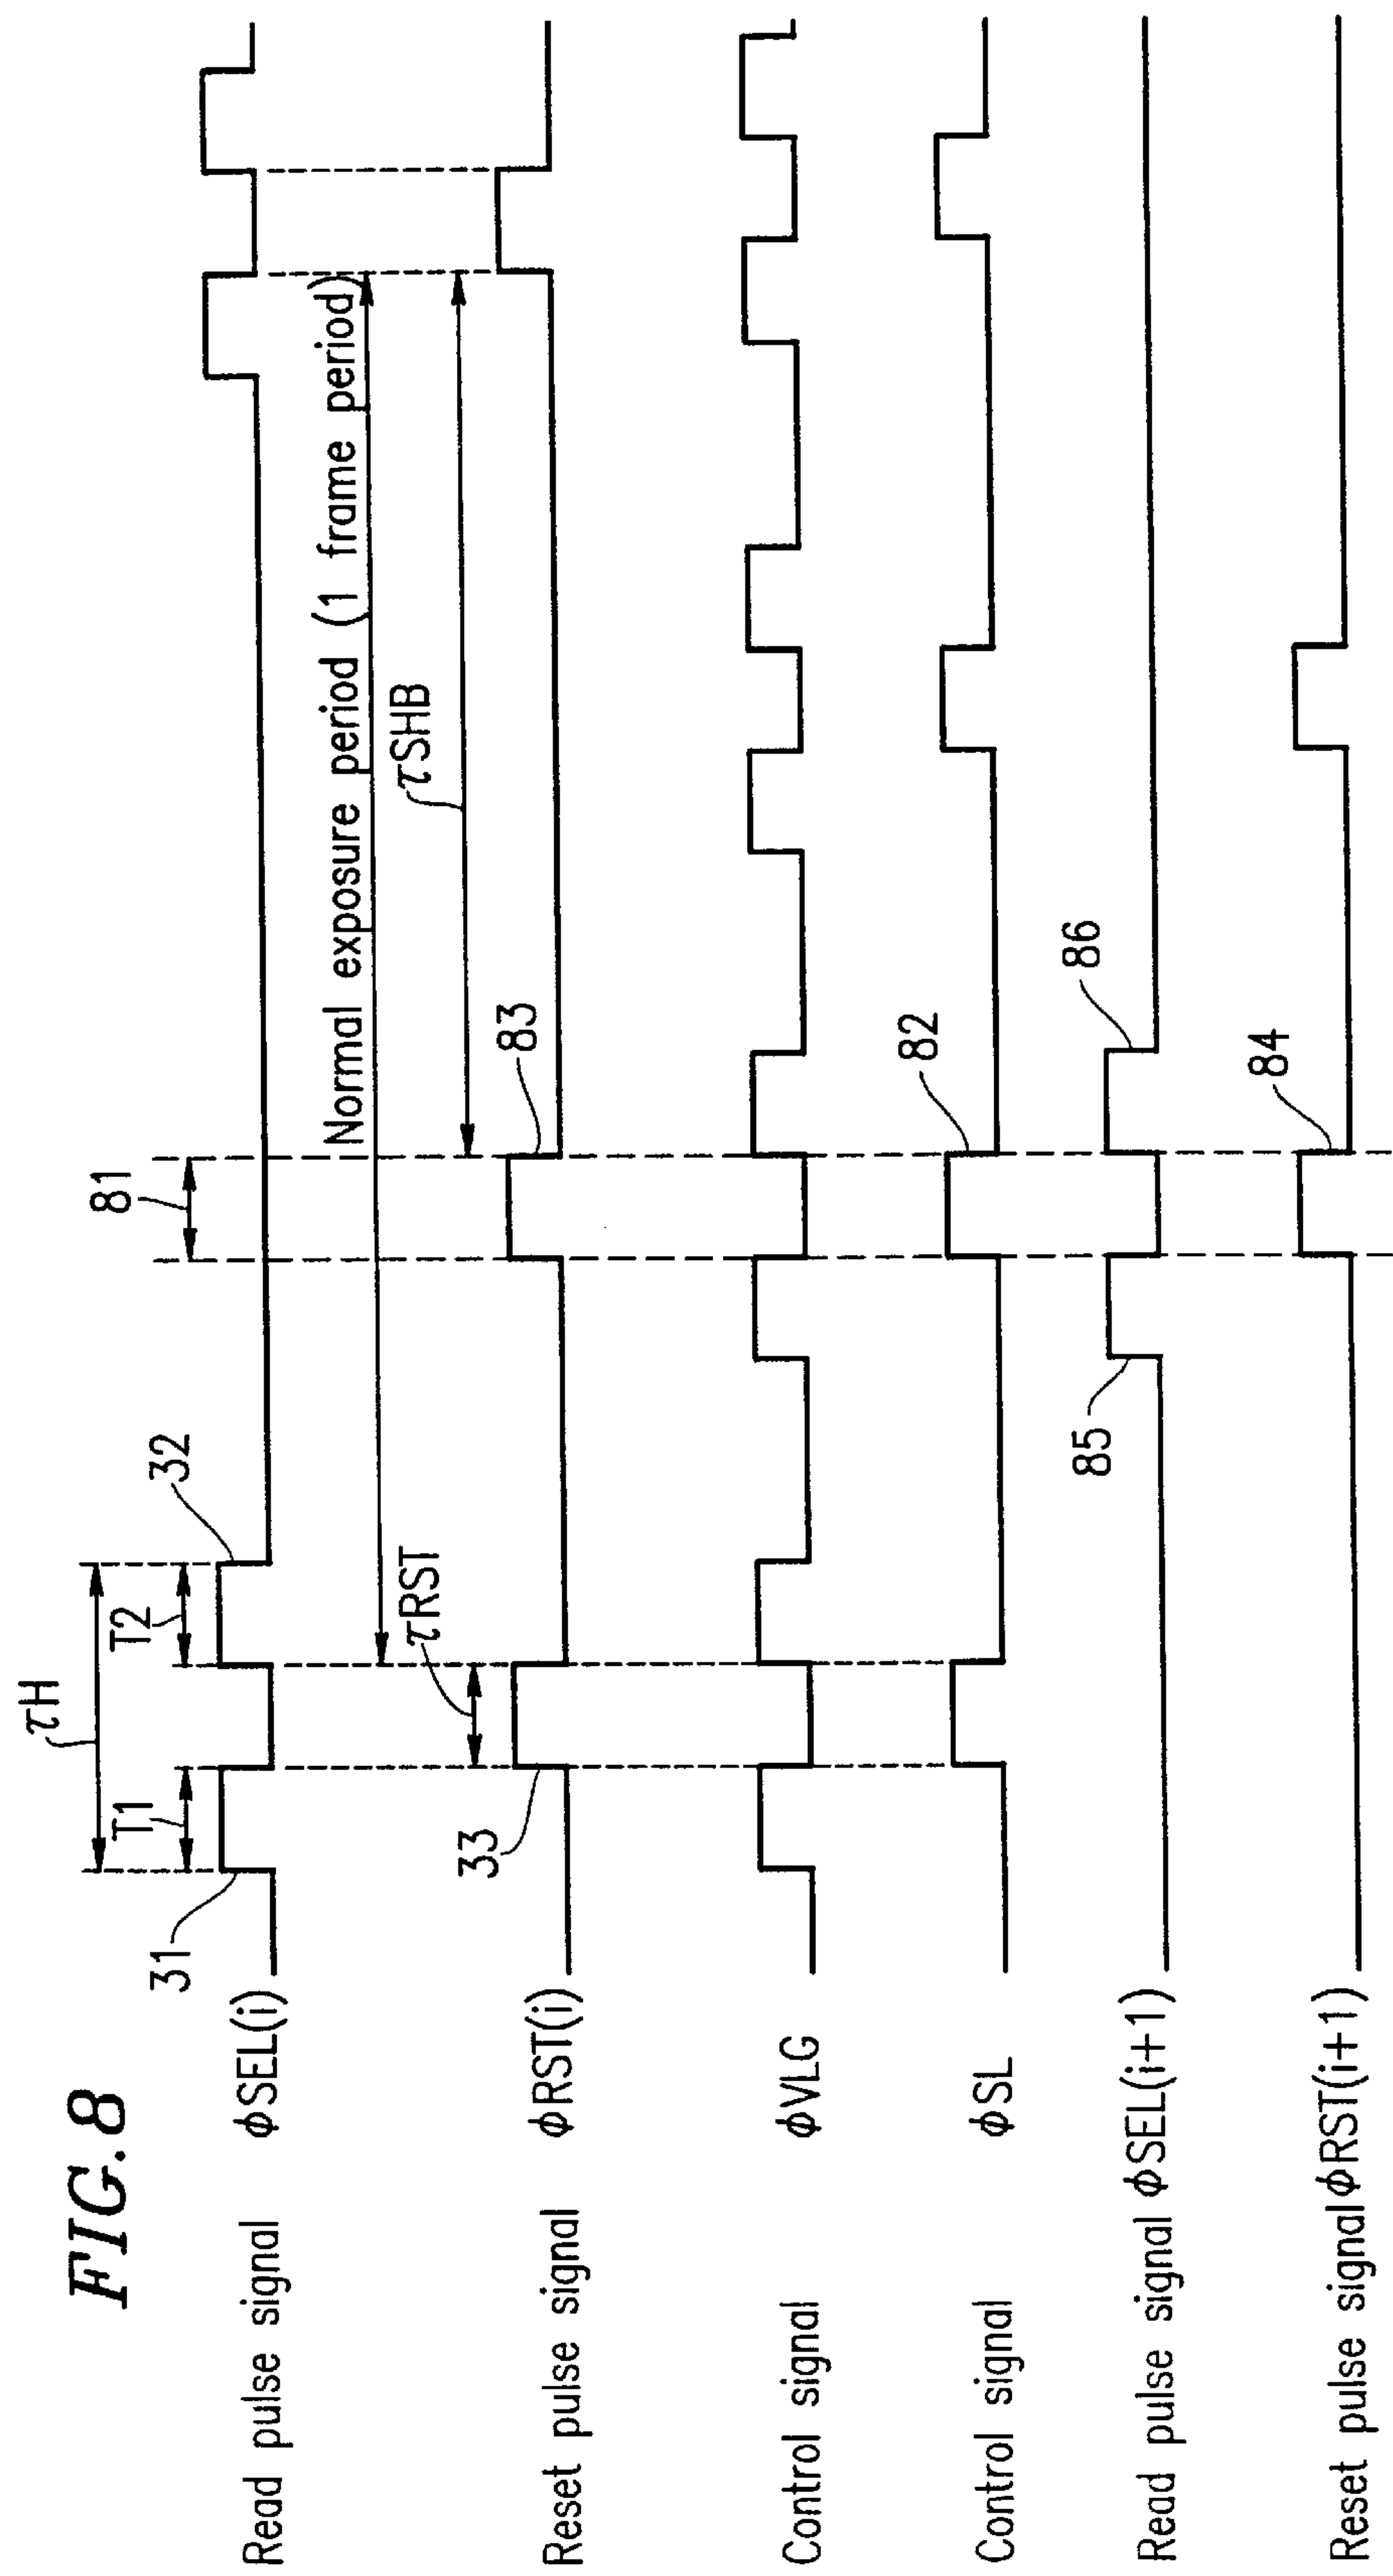 FIG.8
τH
T1
T2
31
32
81
Read pulse signal φSEL(i)
Normal exposure period (1 frame period)
τRST
τSHB
33
83
Reset pulse signal φRST(i)
Control signal φVLG
82
Control signal φSL
85
86
Read pulse signal φSEL(i+1)
84
Reset pulse signal φRST(i+1)